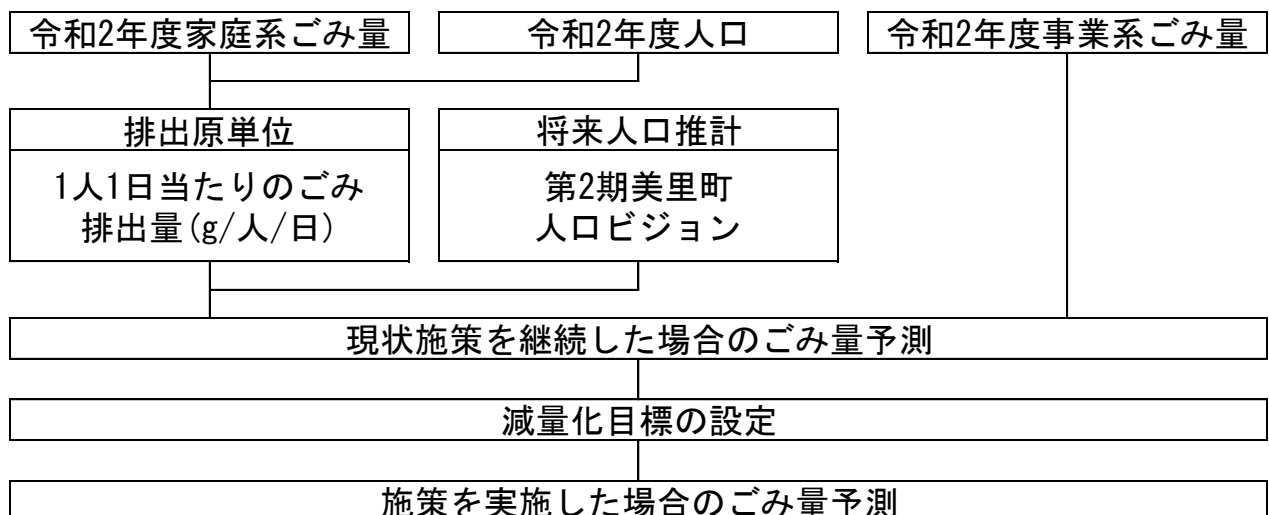 令和2年度家庭系ごみ量
令和2年度人口
令和2年度事業系ごみ量
排出原単位
1人1日当たりのごみ
排出量(g/人/日)
将来人口推計
第2期美里町
人口ビジョン
現状施策を継続した場合のごみ量予測
減量化目標の設定
施策を実施した場合のごみ量予測